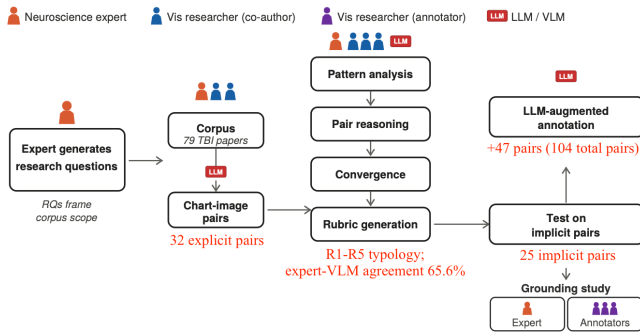 Neuroscience expert
Vis researcher (co-author)
Vis researcher (annotator)
LLM
LLM / VLM
Expert generates
research questions
RQs frame
corpus scope
Corpus
79 TBI papers
LLM
Chart-image
pairs
32 explicit pairs
LLM
Pattern analysis
Pair reasoning
Convergence
Rubric generation
R1-R5 typology;
expert-VLM agreement 65.6%
LLM
LLM-augmented
annotation
+47 pairs (104 total pairs)
Test on
implicit pairs
25 implicit pairs
Grounding study
Expert
Annotators